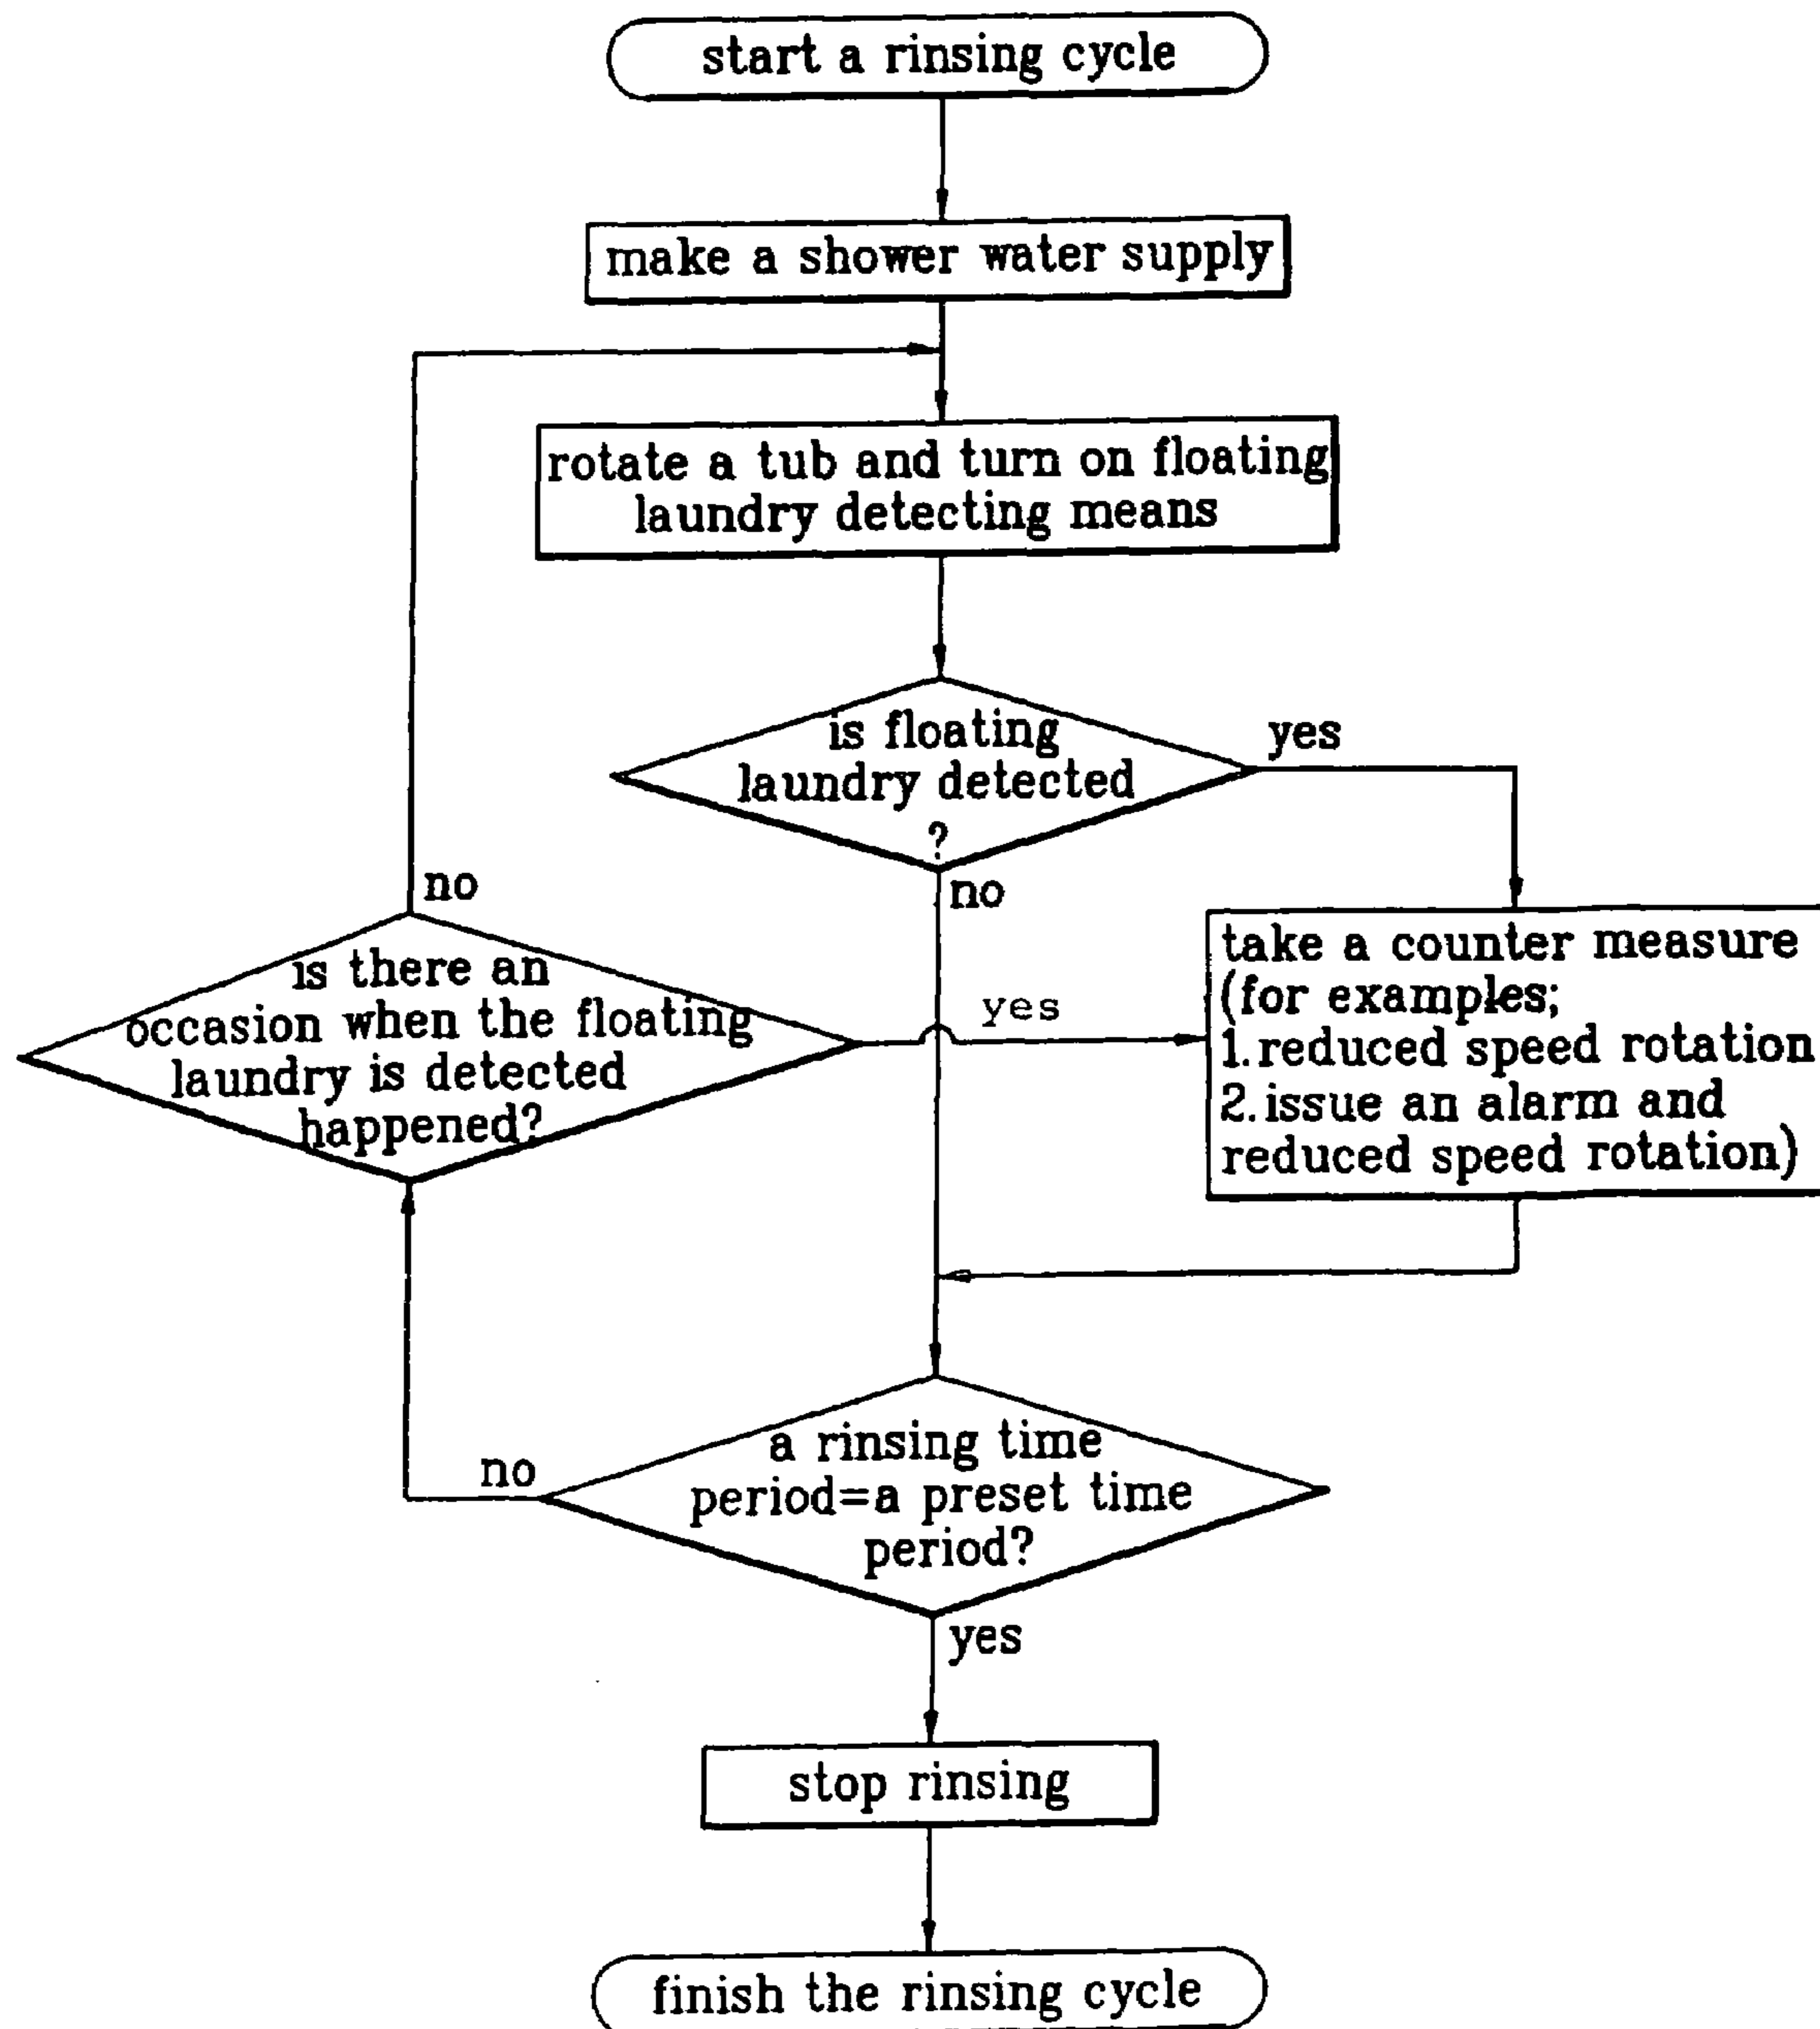 start a rinsing cycle
make a shower water supply
rotate a tub and turn on floating
laundry detecting means
is floating
laundry detected
?
yes
no
no
is there an
occasion when the floating
laundry is detected
happened?
yes
take a counter measure
(for examples;
1.reduced speed rotation
2.issue an alarm and
reduced speed rotation)
a rinsing time
period=a preset time
period?
no
yes
stop rinsing
finish the rinsing cycle